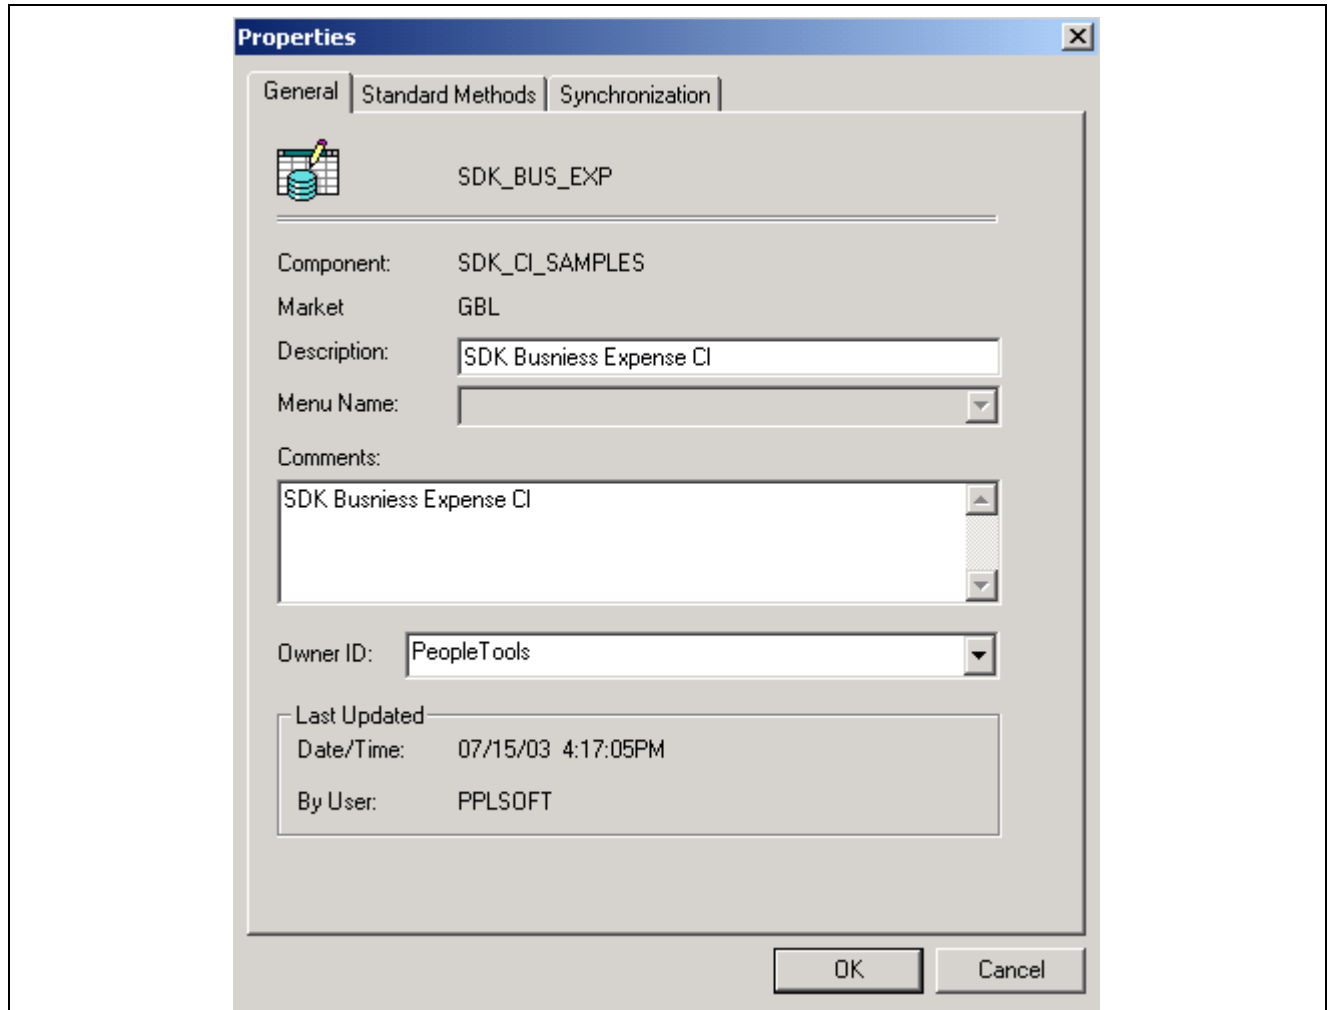 Properties
General Standard Methods Synchronization
SDK_BUS_EXP
Component: SDK_CI_SAMPLES
Market GBL
Description: SDK Busniess Expense CI
Menu Name:
Comments:
SDK Busniess Expense CI
Owner ID: PeopleTools
Last Updated
Date/Time: 07/15/03 4:17:05PM
By User: PPLSOFT
OK Cancel